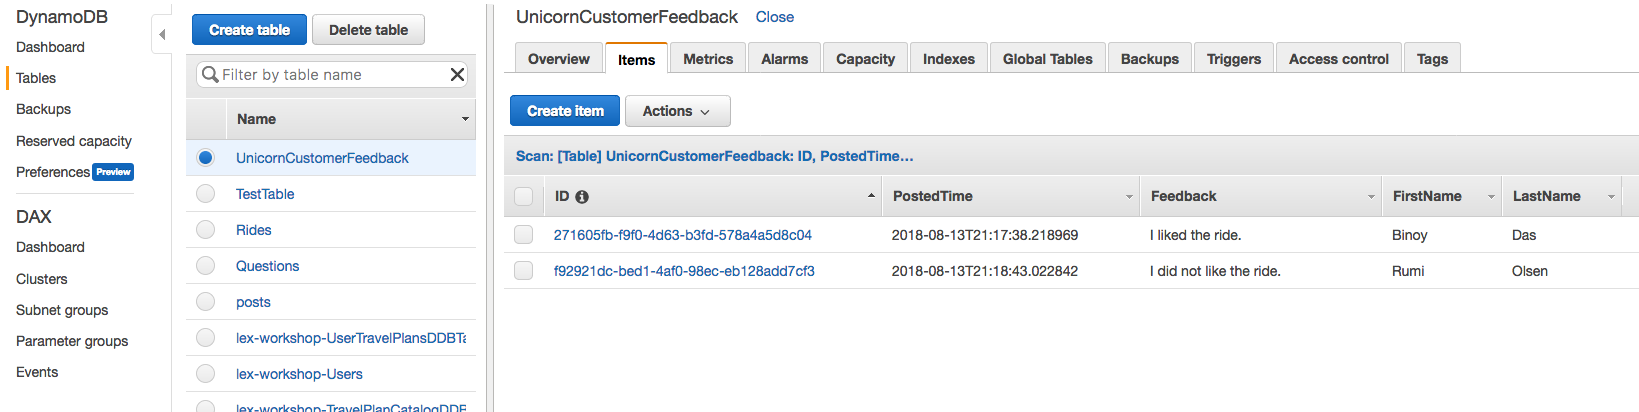 DynamoDB
Dashboard
Tables
Backups
Reserved capacity
Preferences Preview
DAX
Dashboard
Clusters
Subnet groups
Parameter groups
Events
Create table Delete table
Filter by table name
Name
UnicornCustomerFeedback
TestTable
Rides
Questions
posts
lex-workshop-UserTravelPlansDDBTa
lex-workshop-Users
lex-workshop-TravelPlanCatalogDDB
UnicornCustomerFeedback Close
Overview Items Metrics Alarms Capacity Indexes Global Tables Backups Triggers Access control Tags
Create item Actions
Scan: [Table] UnicornCustomerFeedback: ID, PostedTime...
ID PostedTime Feedback FirstName LastName
271605fb-f9f0-4d63-b3fd-578a4a5d8c04 2018-08-13T21:17:38.218969 I liked the ride. Binoy Das
f92921dc-bed1-4af0-98ec-eb128add7cf3 2018-08-13T21:18:43.022842 I did not like the ride. Rumi Olsen